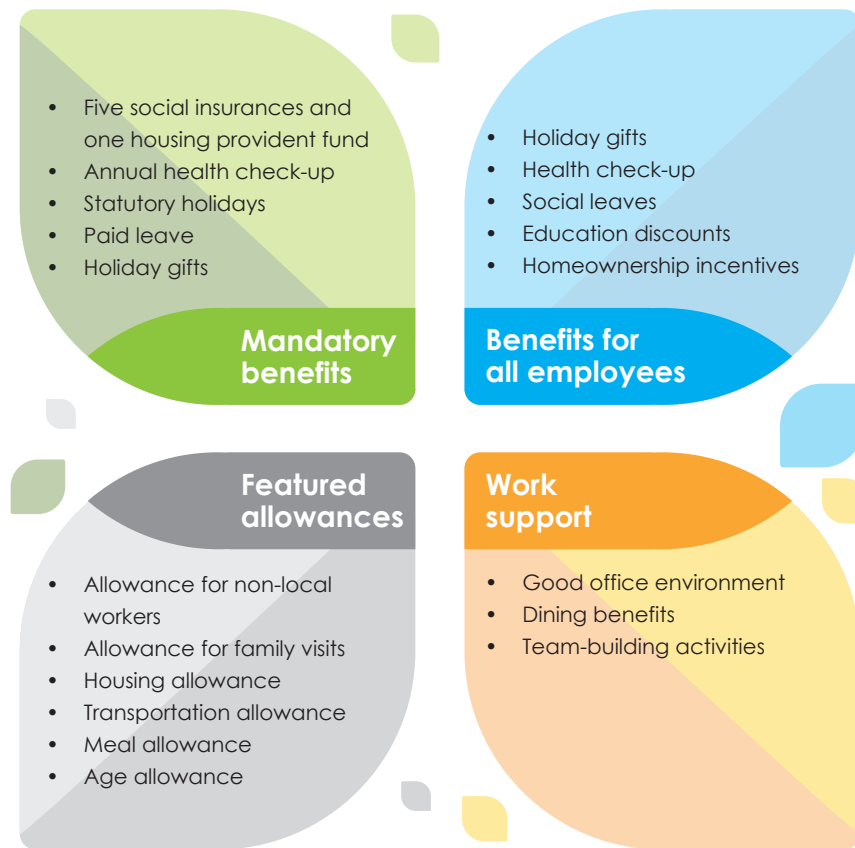 • Five social insurances and
one housing provident fund
• Annual health check-up
• Statutory holidays
• Paid leave
• Holiday gifts
Mandatory
benefits
• Holiday gifts
• Health check-up
• Social leaves
• Education discounts
• Homeownership incentives
Benefits for
all employees
Featured
allowances
• Allowance for non-local
workers
• Allowance for family visits
• Housing allowance
• Transportation allowance
• Meal allowance
• Age allowance
Work
support
• Good office environment
• Dining benefits
• Team-building activities